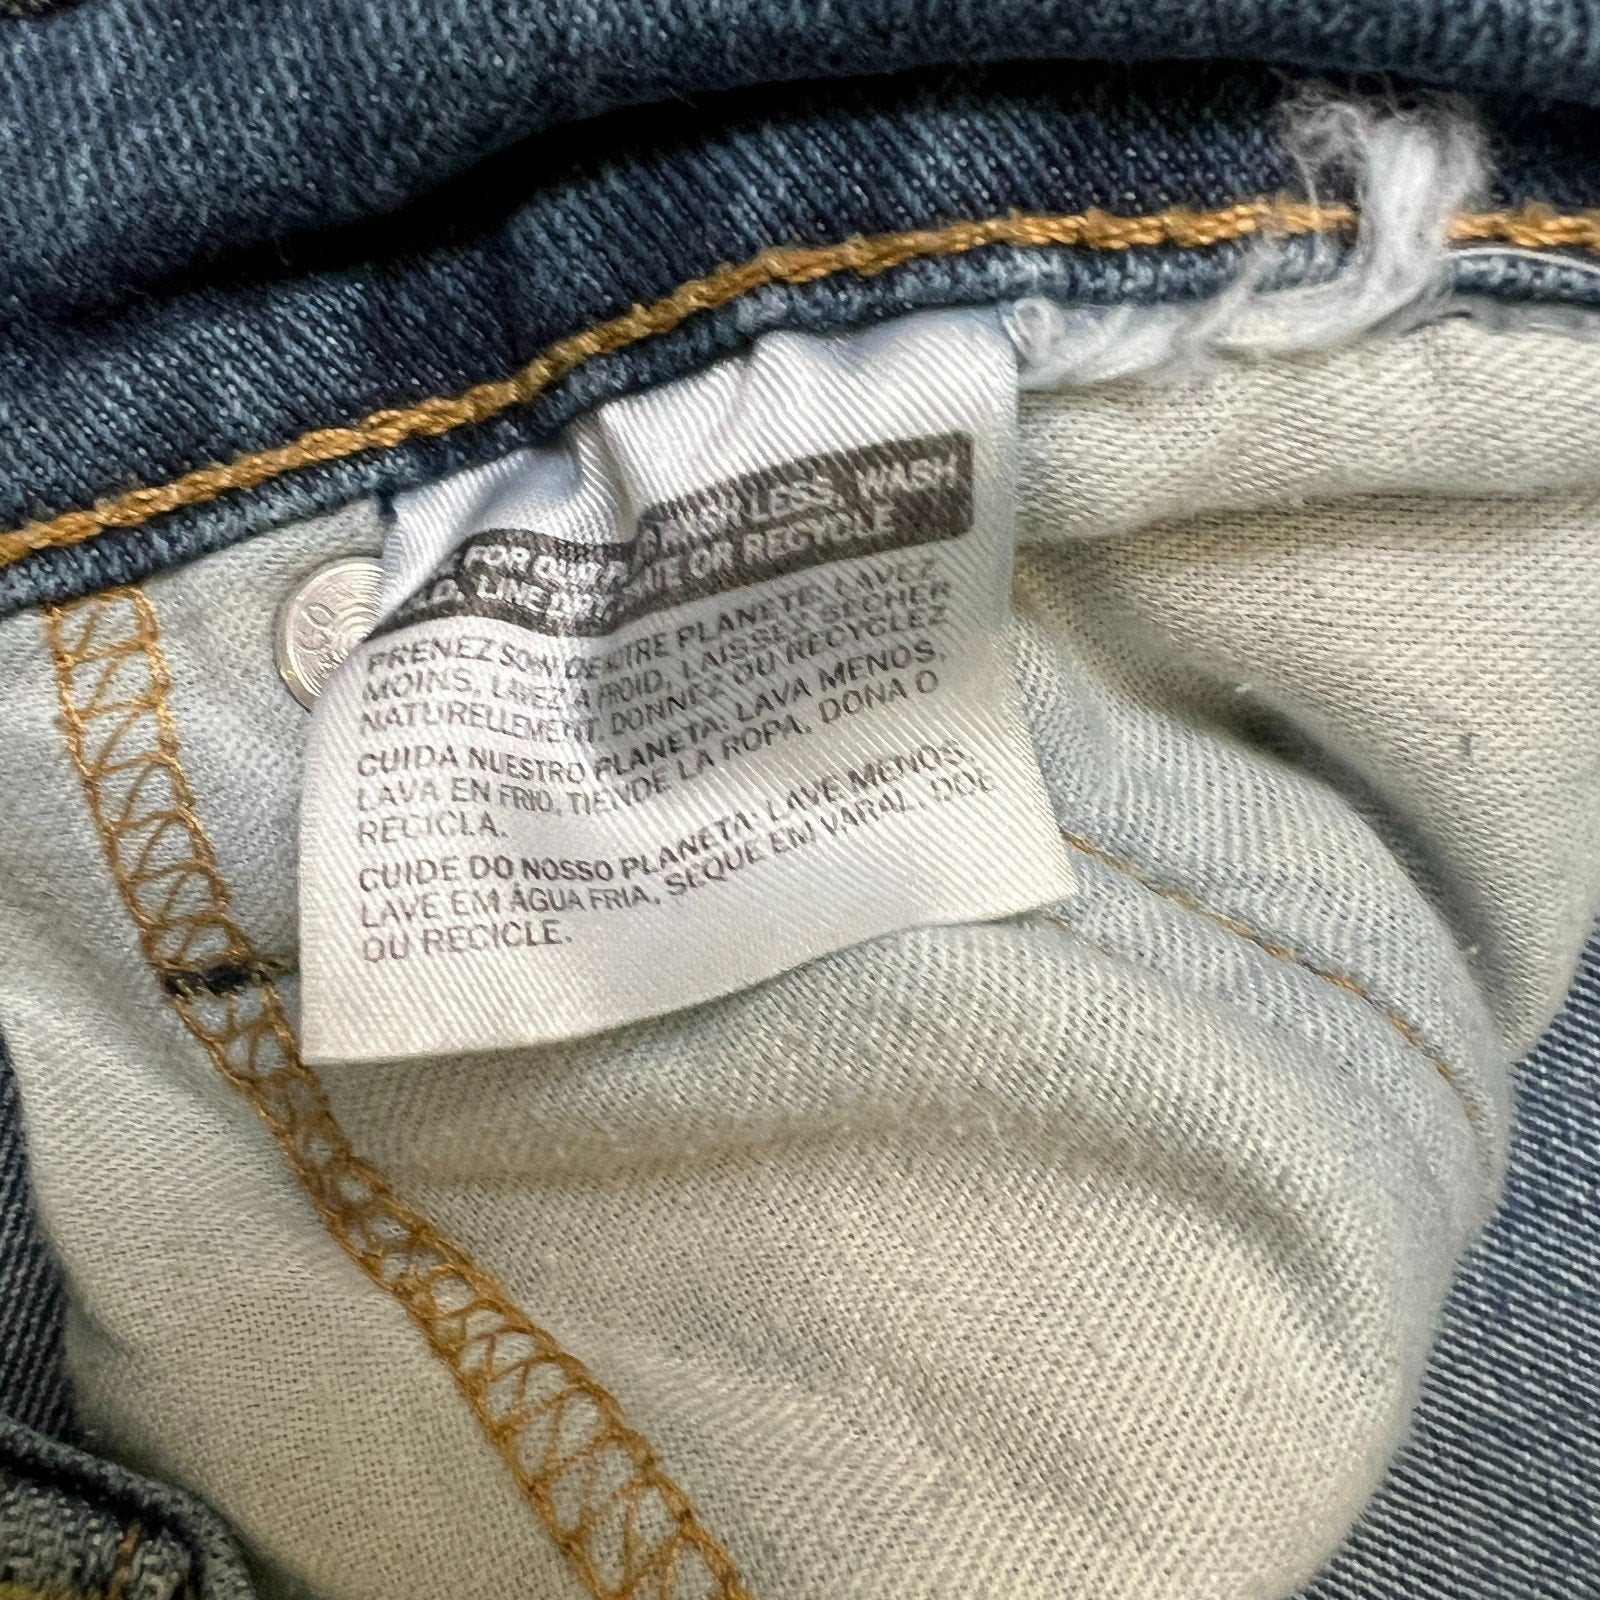 FOR OUR PLANET: WASH LESS, WASH
COLD, LINE DRY, DONATE OR RECYCLE
PRENEZ SOIN DE NOTRE PLANETE: LAVEZ
MOINS, LAVEZ À FROID, LAISSEZ SÉCHER
NATURELLEMENT, DONNEZ OU RECYCLEZ
CUIDA NUESTRO PLANETA: LAVA MENOS,
LAVA EN FRIO, TIENDE LA ROPA, DONA O
RECICLA.
CUIDE DO NOSSO PLANETA: LAVE MENOS,
LAVE EM ÁGUA FRIA, SEQUE EM VARAL, DOE
OU RECICLE.